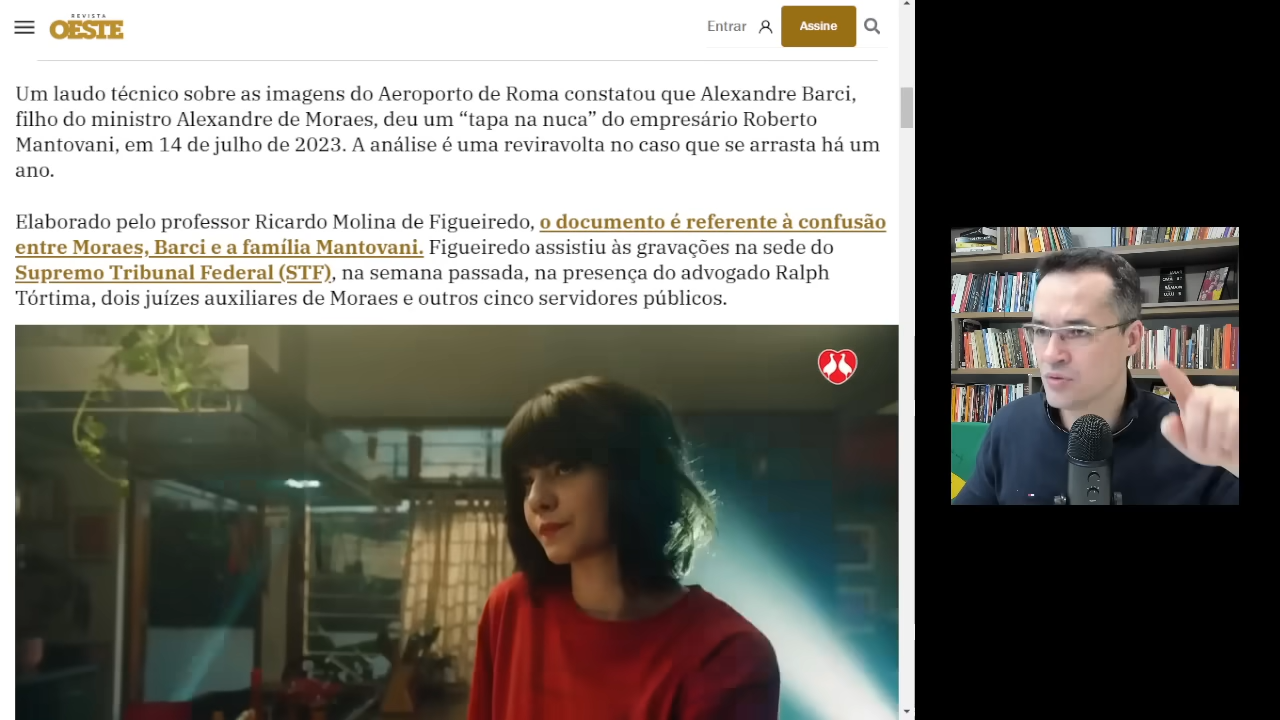 REVISTA
OESTE
Entrar
Assine
Um laudo técnico sobre as imagens do Aeroporto de Roma constatou que Alexandre Barci,
filho do ministro Alexandre de Moraes, deu um “tapa na nuca” do empresário Roberto
Mantovani, em 14 de julho de 2023. A análise é uma reviravolta no caso que se arrasta há um
ano.
Elaborado pelo professor Ricardo Molina de Figueiredo, o documento é referente à confusão
entre Moraes, Barci e a família Mantovani. Figueiredo assistiu às gravações na sede do
Supremo Tribunal Federal (STF), na semana passada, na presença do advogado Ralph
Tórtima, dois juízes auxiliares de Moraes e outros cinco servidores públicos.